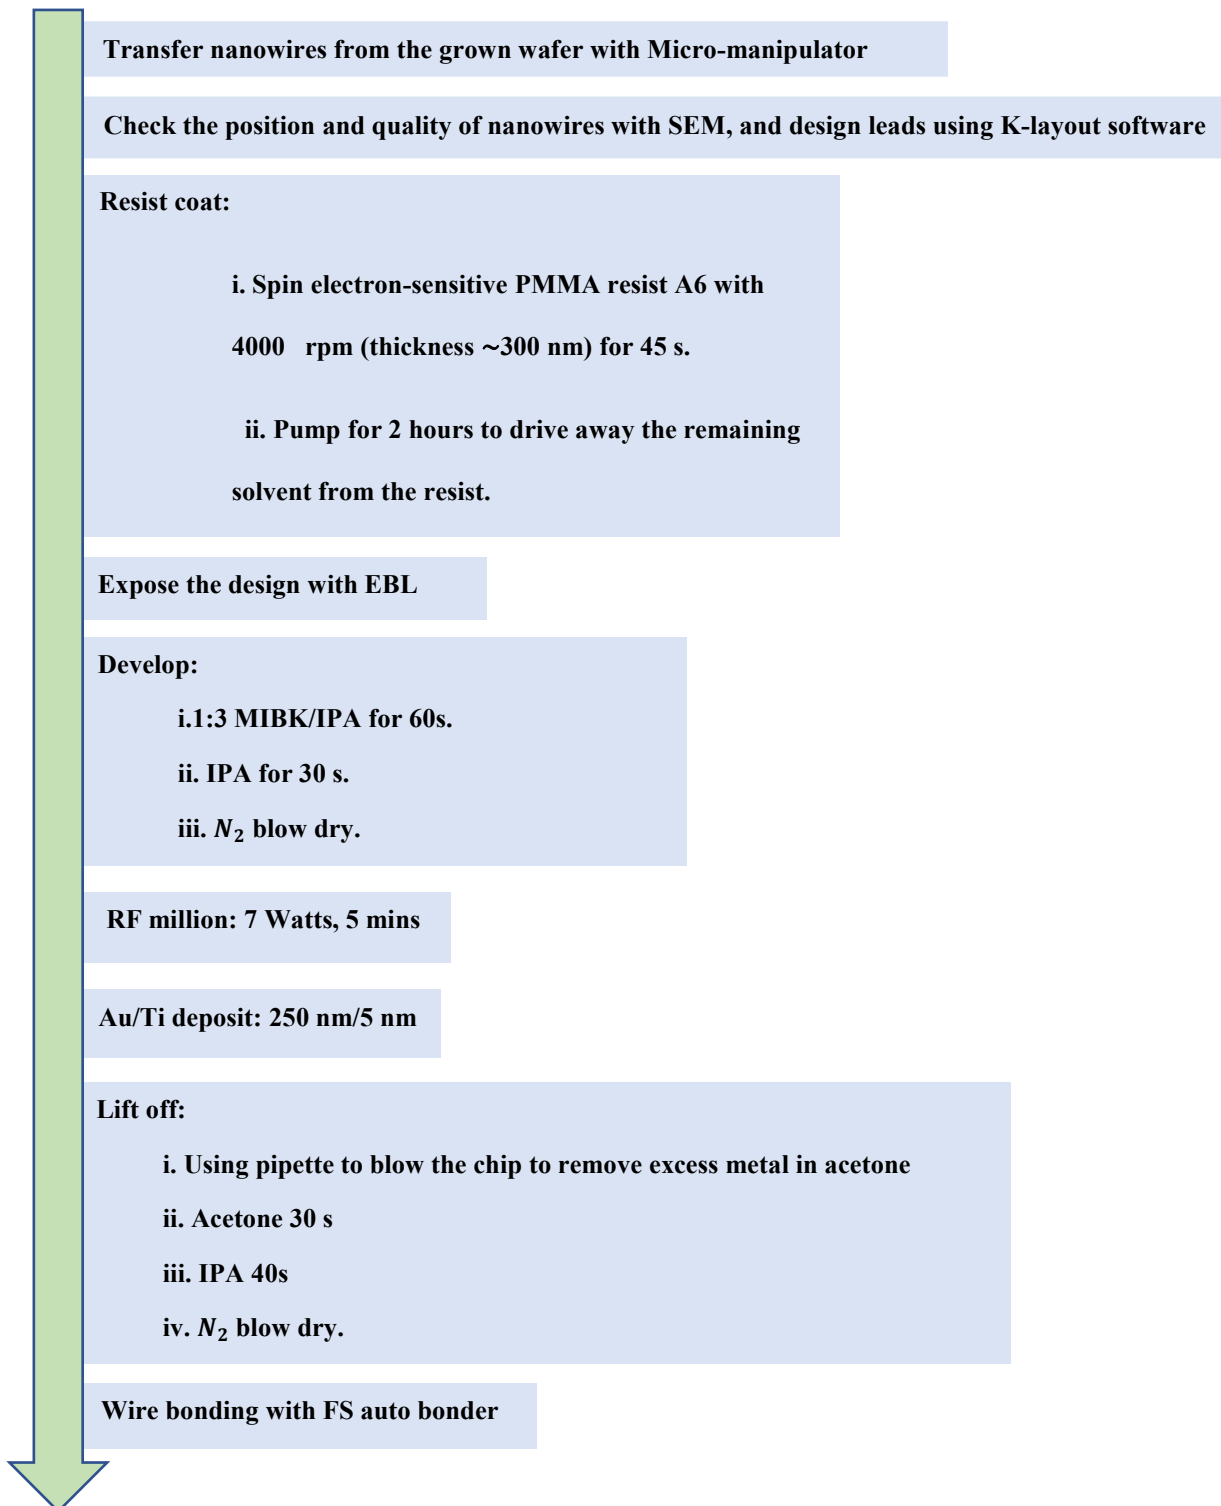 Transfer nanowires from the grown wafer with Micro-manipulator
Check the position and quality of nanowires with SEM, and design leads using K-layout software
Resist coat:
i. Spin electron-sensitive PMMA resist A6 with
4000 rpm (thickness ~300 nm) for 45 s.
ii. Pump for 2 hours to drive away the remaining
solvent from the resist.
Expose the design with EBL
Develop:
i.1:3 MIBK/IPA for 60s.
ii. IPA for 30 s.
iii. N₂ blow dry.
RF million: 7 Watts, 5 mins
Au/Ti deposit: 250 nm/5 nm
Lift off:
i. Using pipette to blow the chip to remove excess metal in acetone
ii. Acetone 30 s
iii. IPA 40s
iv. N₂ blow dry.
Wire bonding with FS auto bonder